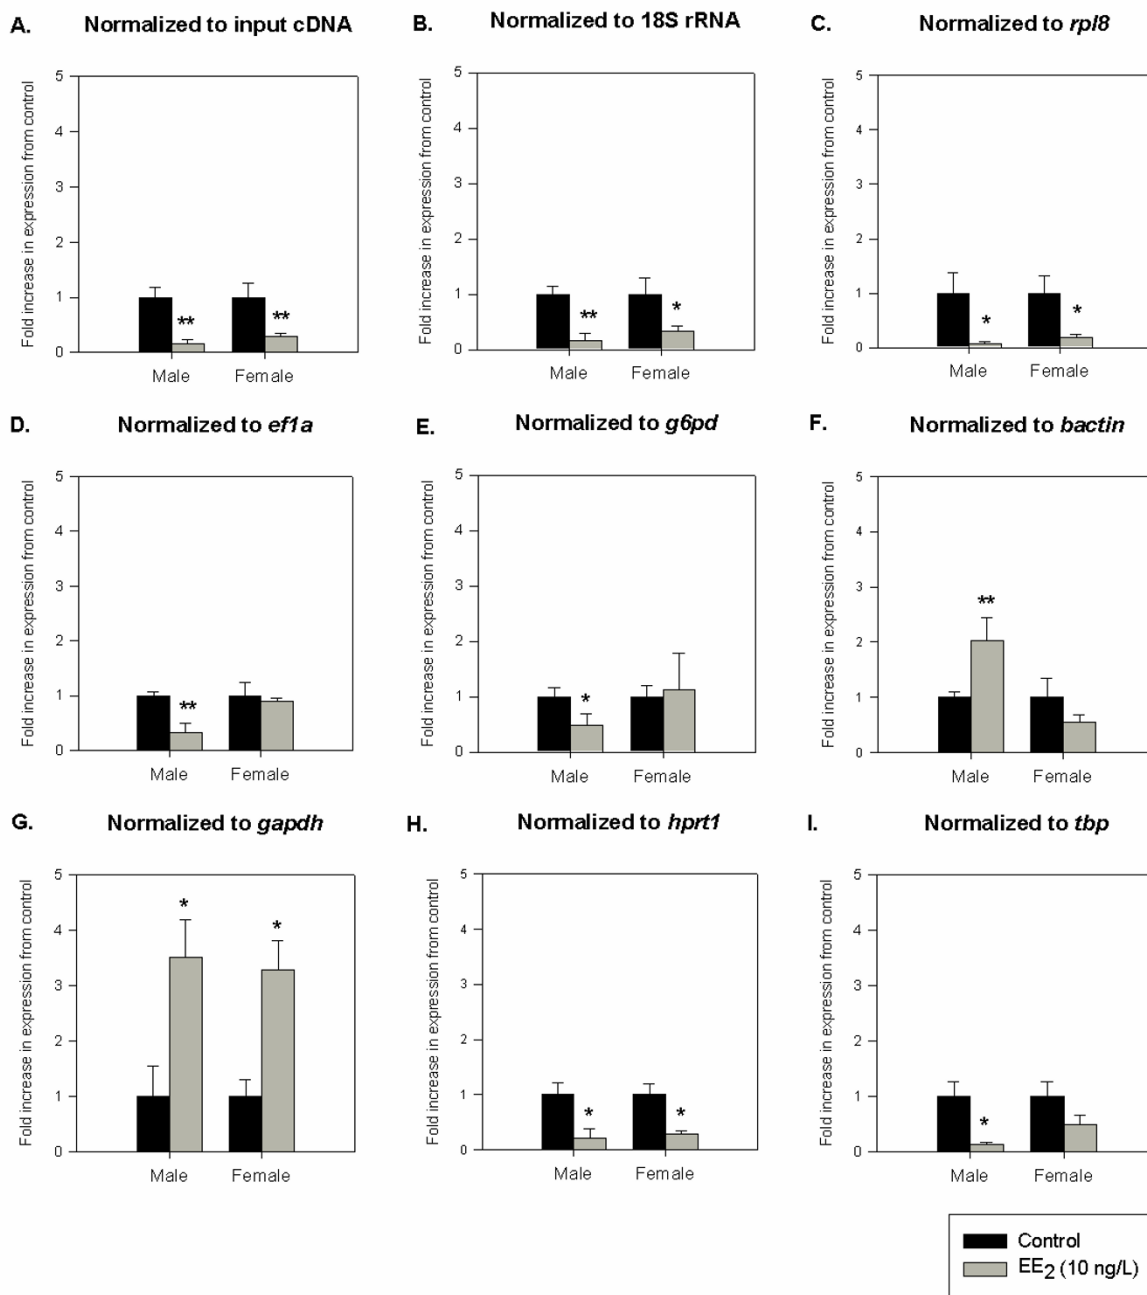 A. Normalized to input cDNA
B. Normalized to 18S rRNA
C. Normalized to rpl8
Fold increase in expression from control
5
4
3
2
1
0
** **
Male Female
Fold increase in expression from control
5
4
3
2
1
0
** *
Male Female
Fold increase in expression from control
5
4
3
2
1
0
* *
Male Female
D. Normalized to ef1a
E. Normalized to g6pd
F. Normalized to bactin
Fold increase in expression from control
5
4
3
2
1
0
**
Male Female
Fold increase in expression from control
5
4
3
2
1
0
*
Male Female
Fold increase in expression from control
5
4
3
2
1
0
**
Male Female
G. Normalized to gapdh
H. Normalized to hprt1
I. Normalized to tbp
Fold increase in expression from control
5
4
3
2
1
0
* *
Male Female
Fold increase in expression from control
5
4
3
2
1
0
* *
Male Female
Fold increase in expression from control
5
4
3
2
1
0
*
Male Female
Control
EE2 (10 ng/L)